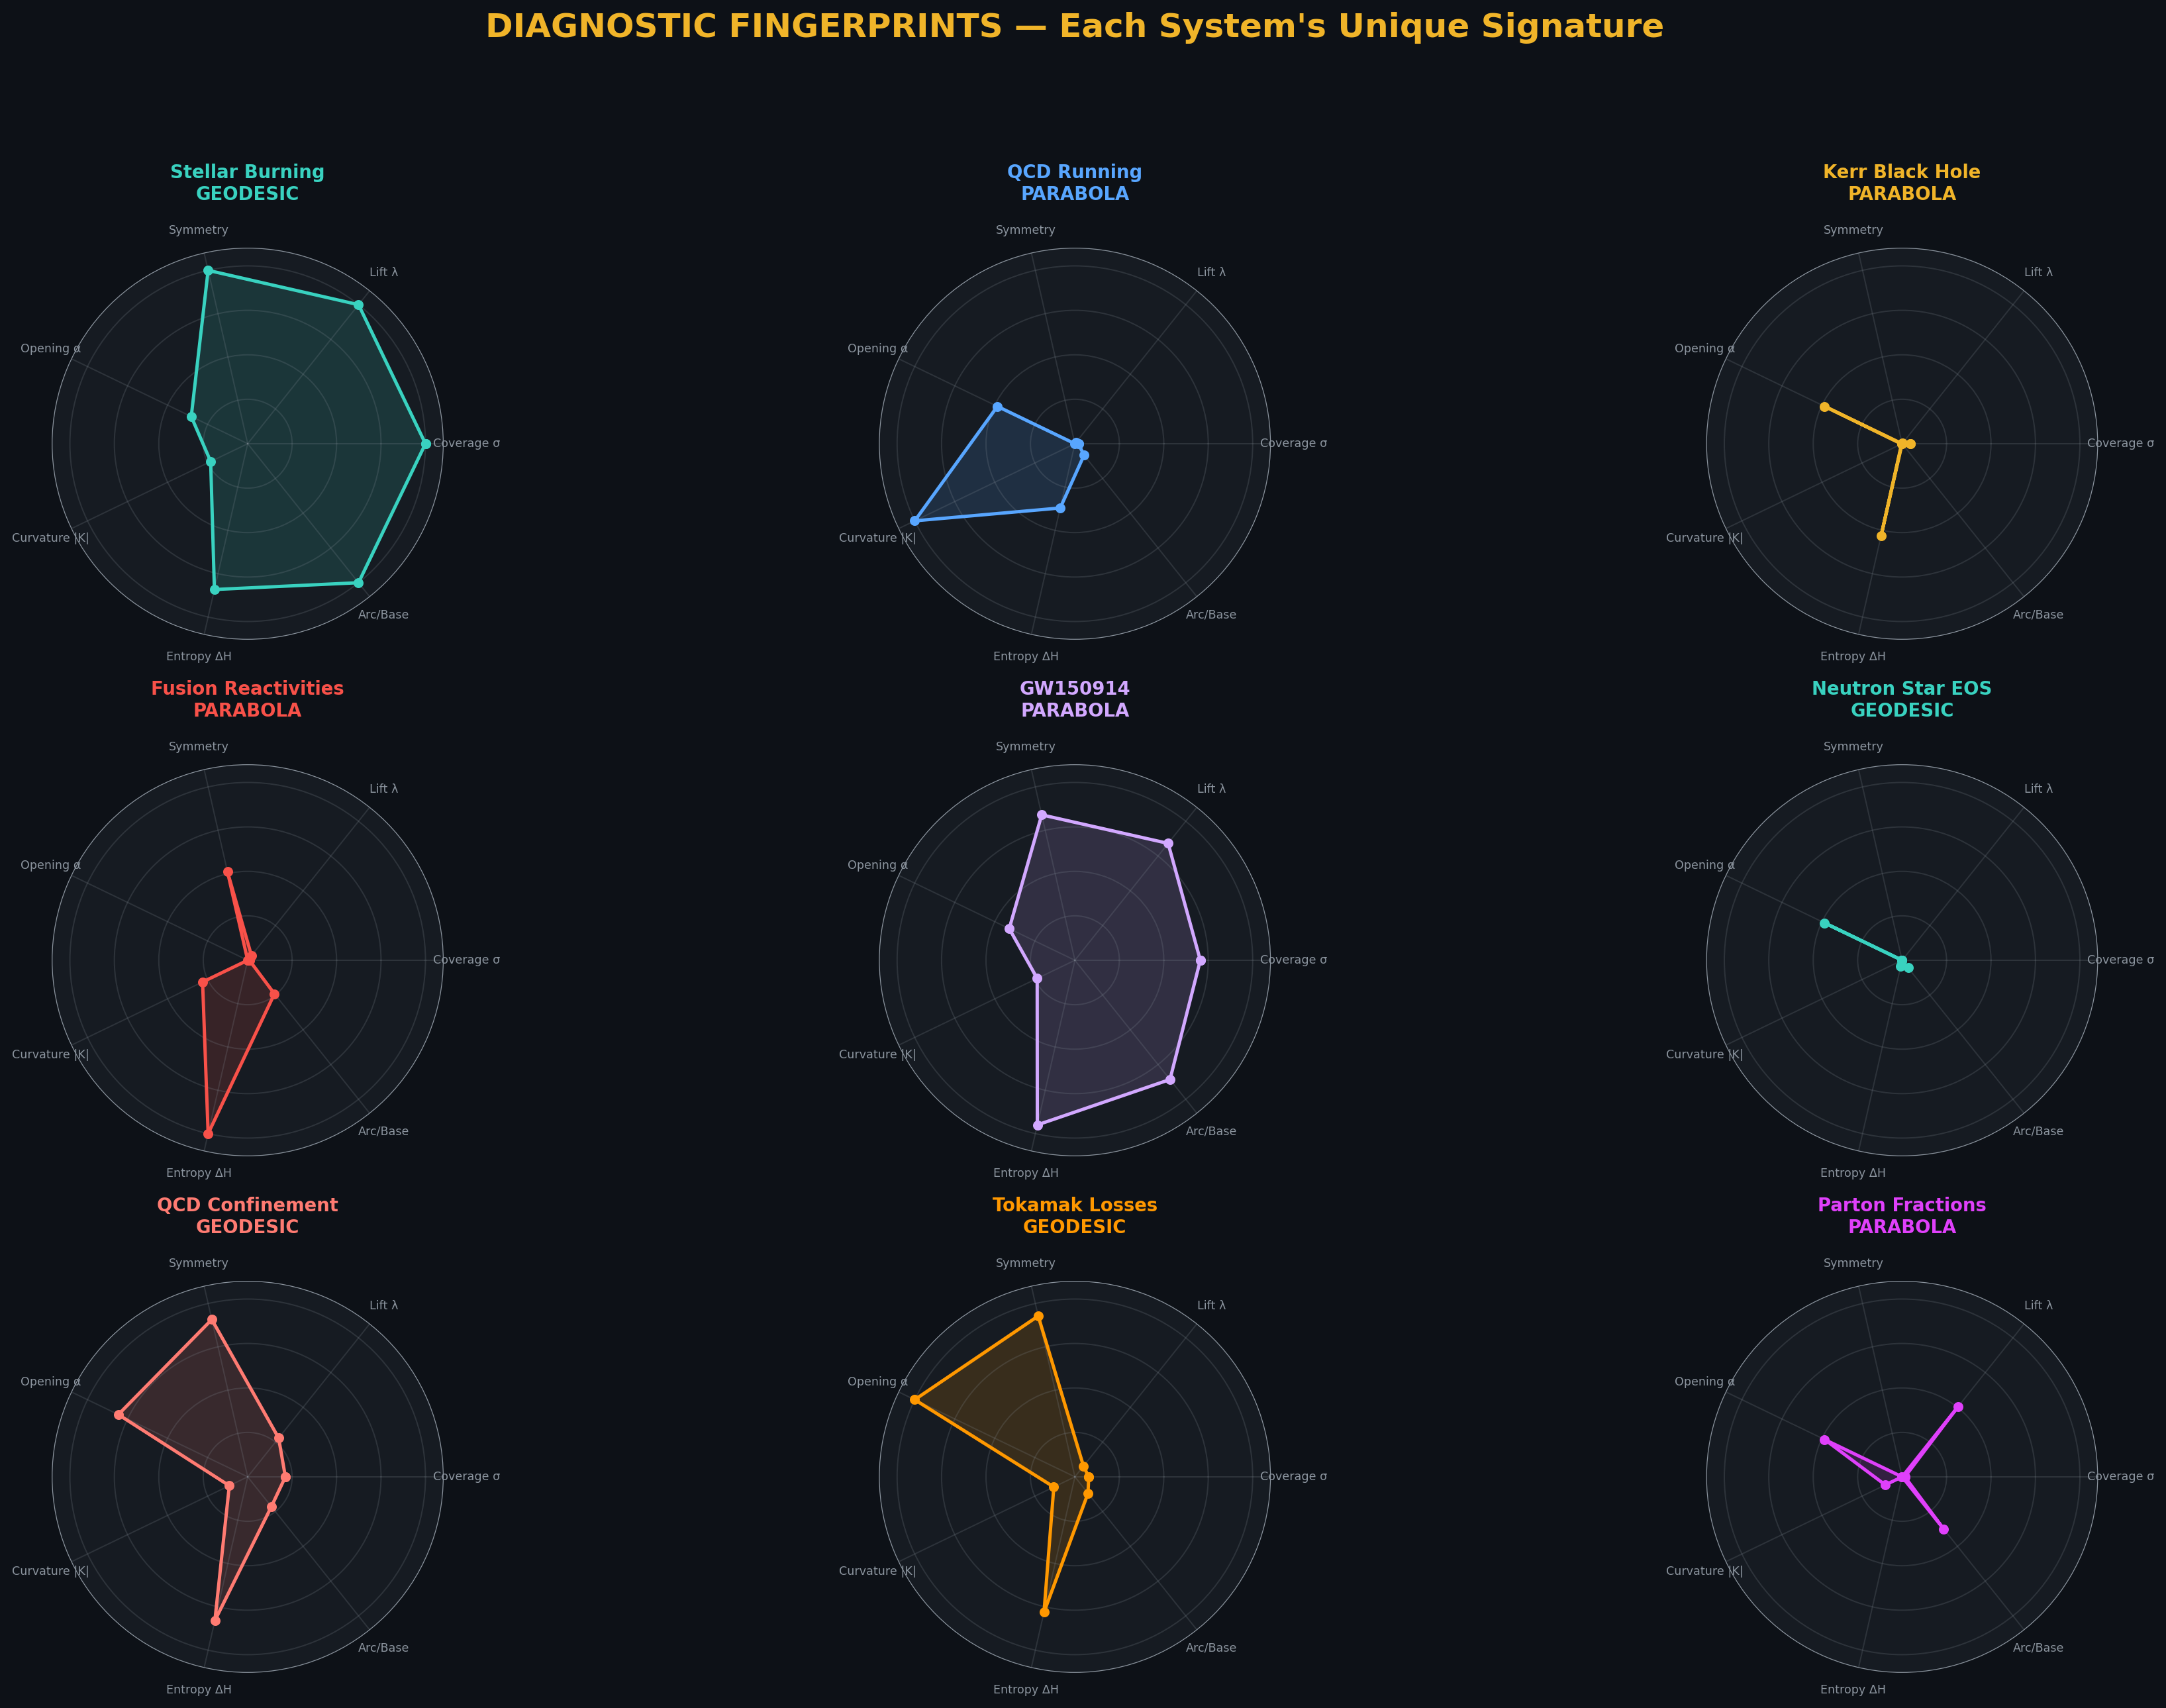 DIAGNOSTIC FINGERPRINTS — Each System's Unique Signature
Stellar Burning
GEODESIC
Symmetry
Lift λ
Opening α
Coverage σ
Curvature |K|
Arc/Base
Entropy ΔH
QCD Running
PARABOLA
Symmetry
Lift λ
Opening α
Coverage σ
Curvature |K|
Arc/Base
Entropy ΔH
Kerr Black Hole
PARABOLA
Symmetry
Lift λ
Opening α
Coverage σ
Curvature |K|
Arc/Base
Entropy ΔH
Fusion Reactivities
PARABOLA
Symmetry
Lift λ
Opening α
Coverage σ
Curvature |K|
Arc/Base
Entropy ΔH
GW150914
PARABOLA
Symmetry
Lift λ
Opening α
Coverage σ
Curvature |K|
Arc/Base
Entropy ΔH
Neutron Star EOS
GEODESIC
Symmetry
Lift λ
Opening α
Coverage σ
Curvature |K|
Arc/Base
Entropy ΔH
QCD Confinement
GEODESIC
Symmetry
Lift λ
Opening α
Coverage σ
Curvature |K|
Arc/Base
Entropy ΔH
Tokamak Losses
GEODESIC
Symmetry
Lift λ
Opening α
Coverage σ
Curvature |K|
Arc/Base
Entropy ΔH
Parton Fractions
PARABOLA
Symmetry
Lift λ
Opening α
Coverage σ
Curvature |K|
Arc/Base
Entropy ΔH